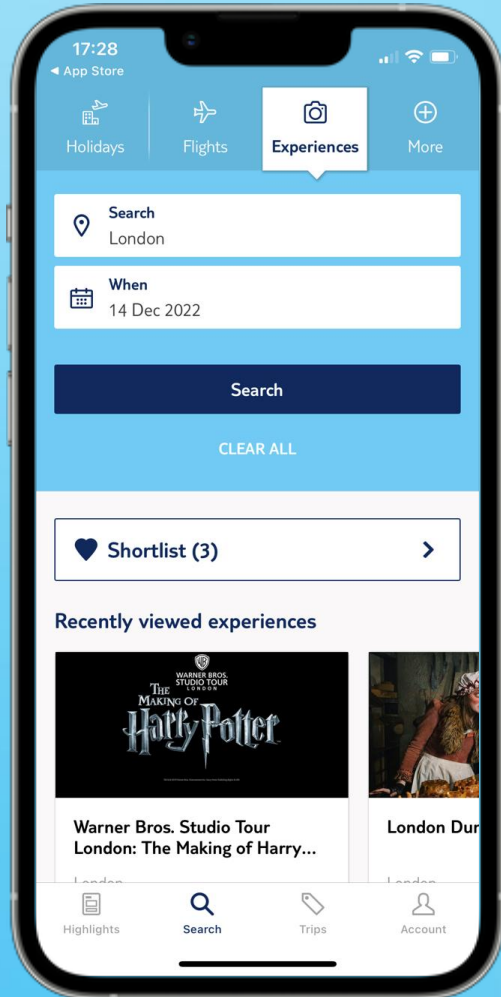 17:28
App Store
Holidays
Flights
Experiences
More
Search
London
When
14 Dec 2022
Search
CLEAR ALL
Shortlist (3)
Recently viewed experiences
WARNER BROS.
STUDIO TOUR
LONDON
THE
MAKING OF
Harry Potter
Warner Bros. Studio Tour
London: The Making of Harry...
London
London Dun
London
Highlights
Search
Trips
Account